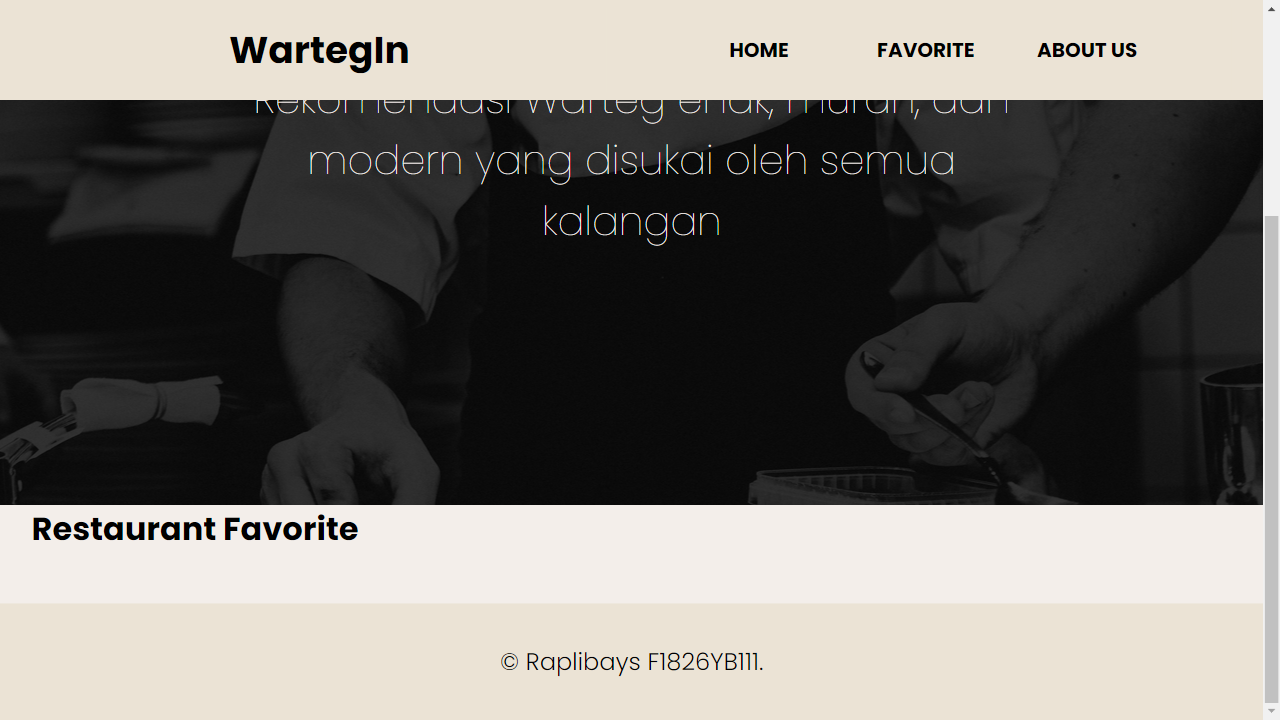 WartegIn
HOME FAVORITE ABOUT US
Rekomendasi Warteg enak, murah, dan
modern yang disukai oleh semua
kalangan
Restaurant Favorite
© Raplibays F1826YB111.